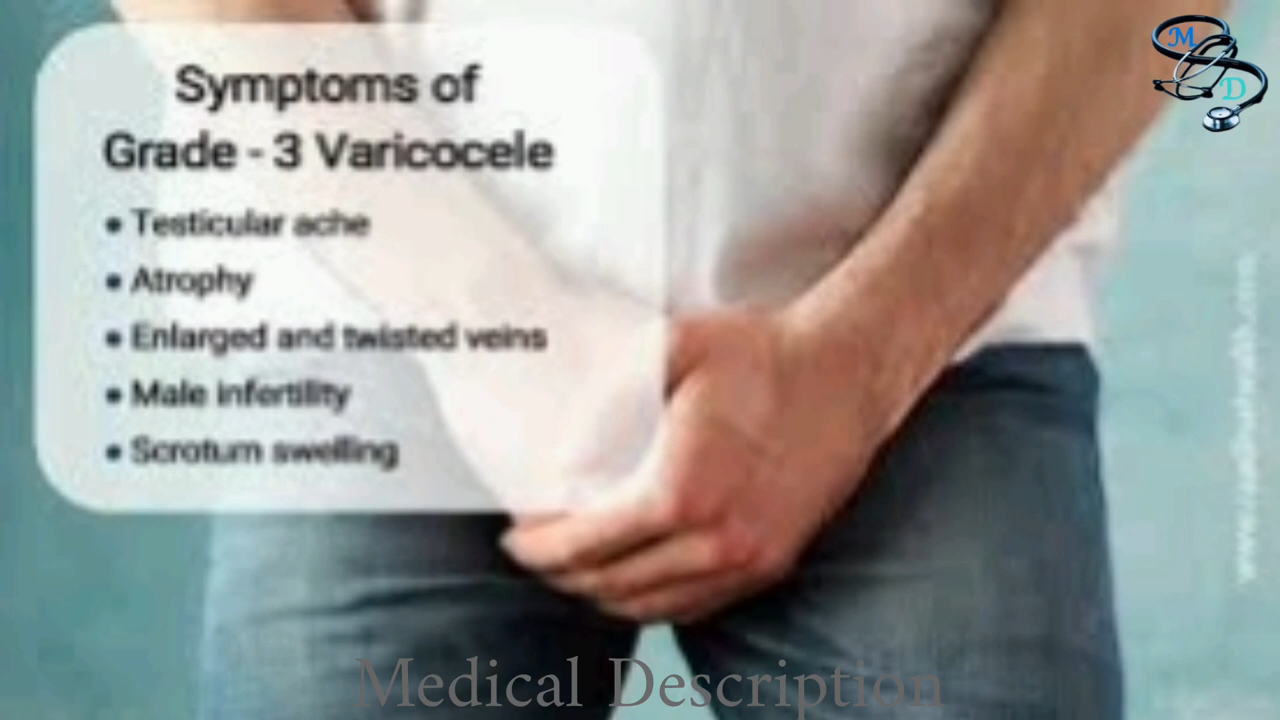 Symptoms of
Grade - 3 Varicocele
• Testicular ache
• Atrophy
• Enlarged and twisted veins
• Male infertility
• Scrotum swelling
M
D
Medical Description